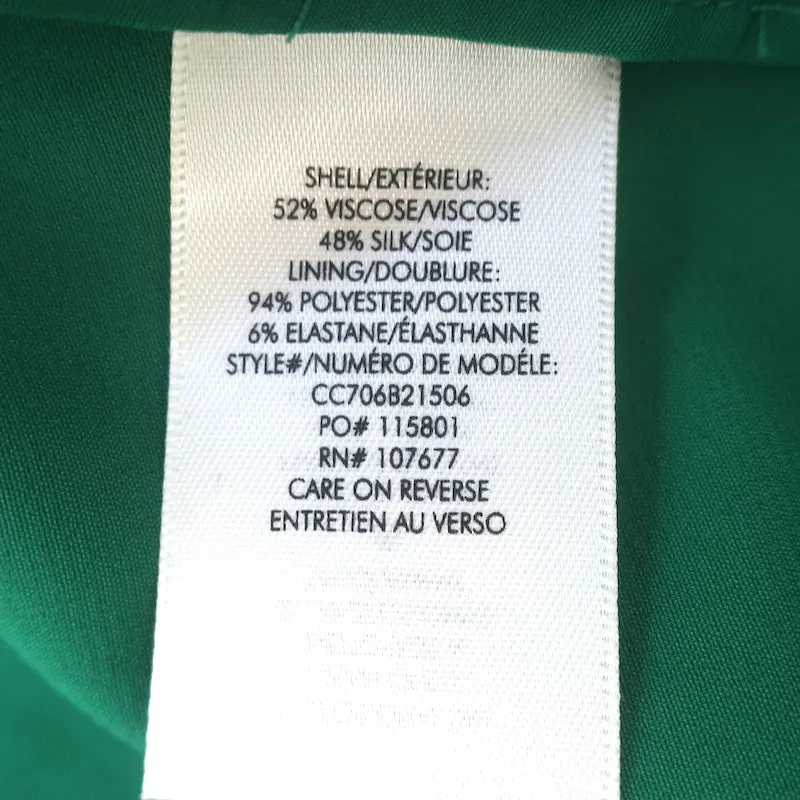 SHELL/EXTÉRIEUR:
52% VISCOSE/VISCOSE
48% SILK/SOIE
LINING/DOUBLURE:
94% POLYESTER/POLYESTER
6% ELASTANE/ÉLASTHANNE
STYLE#/NUMÉRO DE MODÉLE:
CC706B21506
PO# 115801
RN# 107677
CARE ON REVERSE
ENTRETIEN AU VERSO